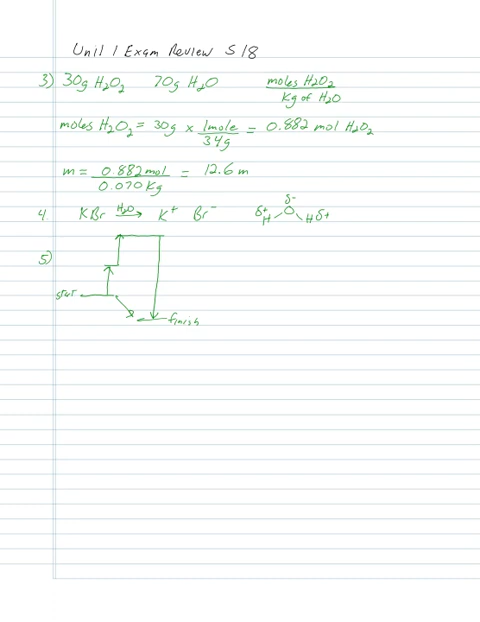 Unit 1 Exam Review S18
3) 30g H₂O₂ 70g H₂O moles H₂O₂ / Kg of H₂O
moles H₂O₂ = 30g × 1mole / 34g = 0.882 mol H₂O₂
m = 0.882 mol / 0.070 Kg = 12.6 m
4 KBr H₂O → K⁺ Br⁻ δ+ H O δ- H δ+
5)
start
finish